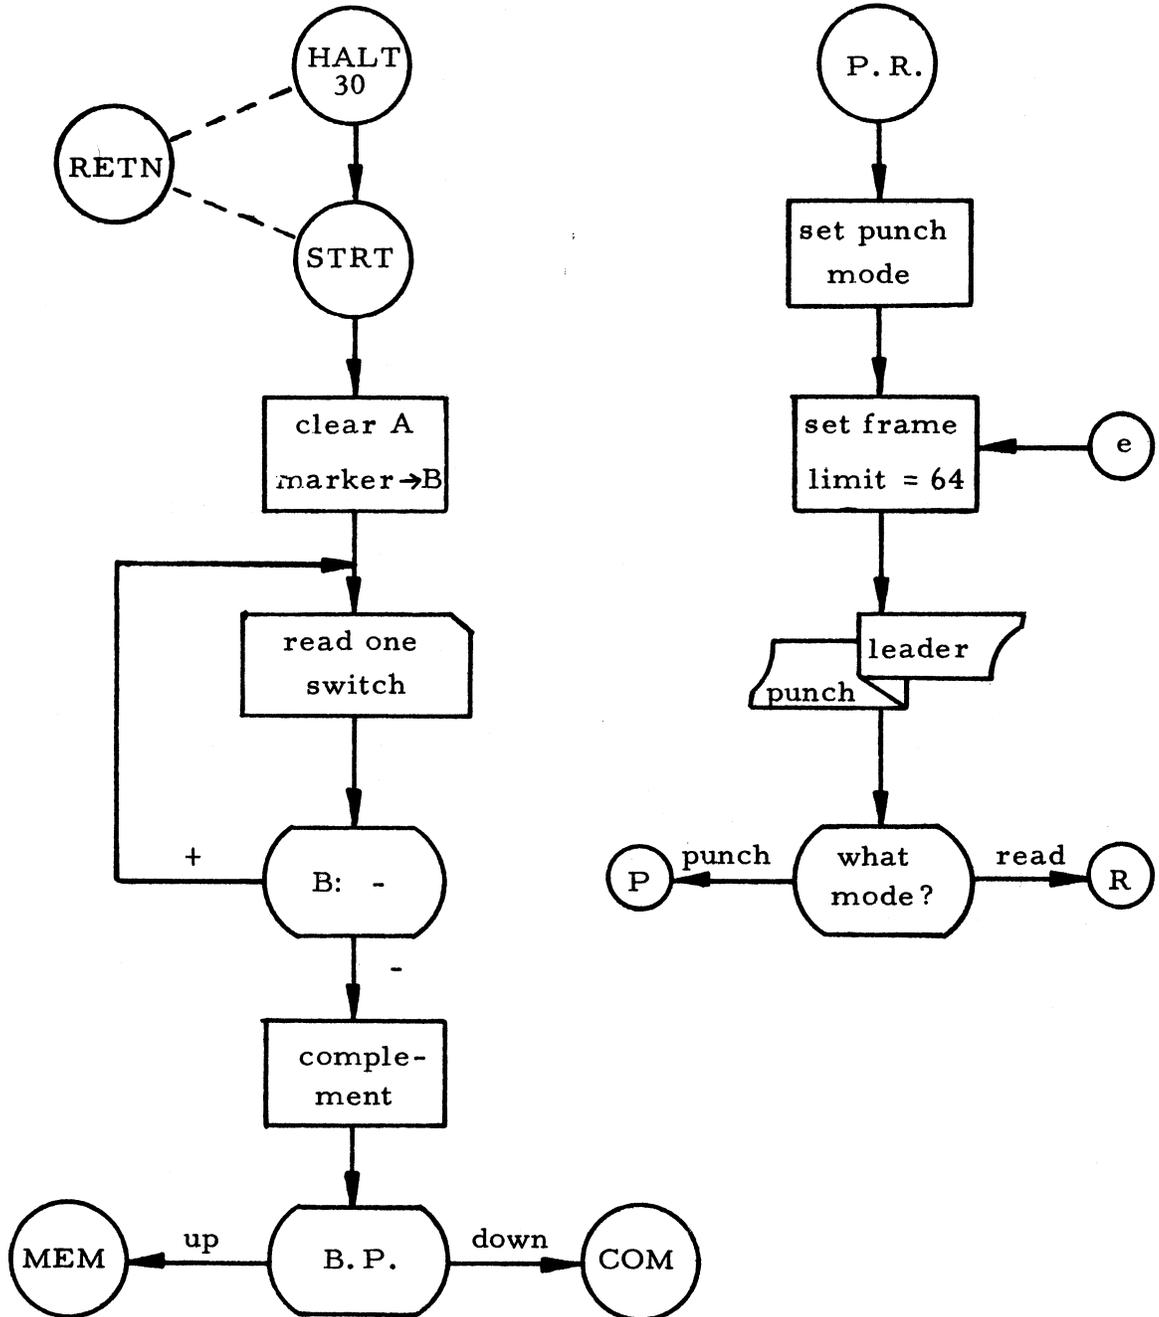 HALT
30
RETN
STRT
clear A
marker→B
read one
switch
+
B: -
-
comple-
ment
up
B.P.
down
MEM
COM
P.R.
set punch
mode
set frame
limit = 64
e
leader
punch
punch
what
mode?
read
P
R